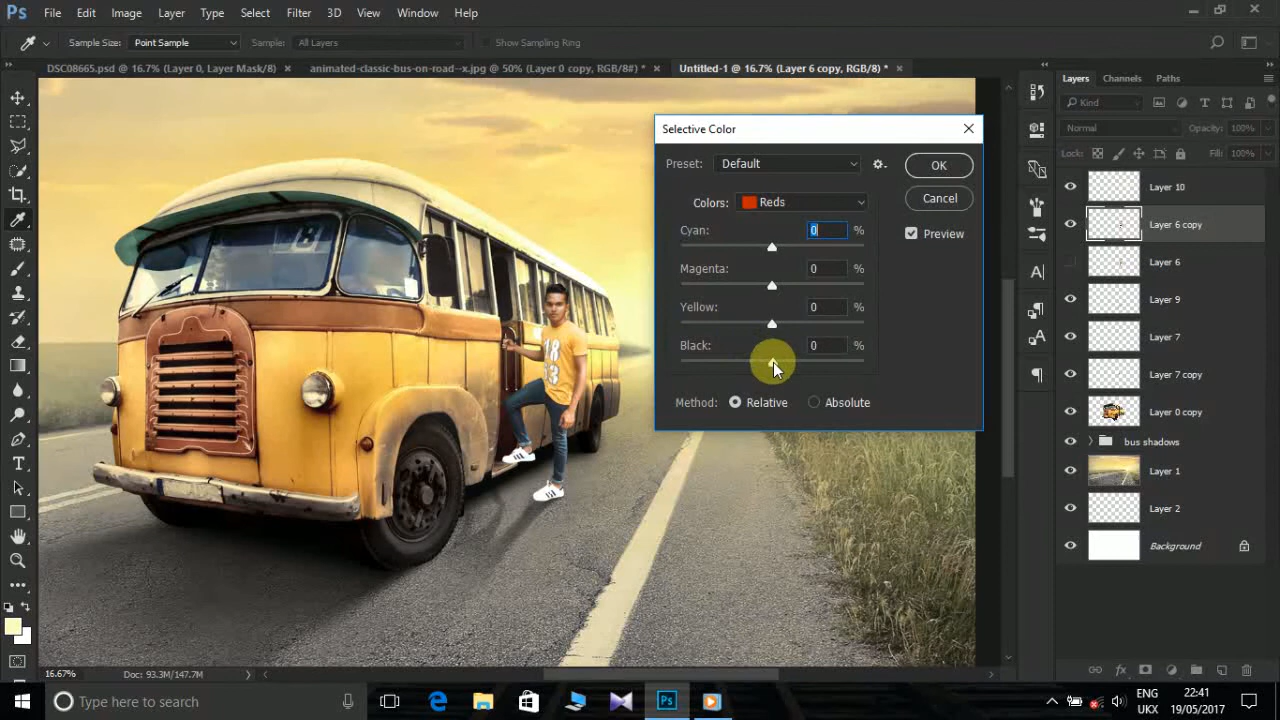 Ps File Edit Image Layer Type Select Filter 3D View Window Help
Sample Size: Point Sample Sample: All Layers Show Sampling Ring
DSC08665.psd @ 16.7% (Layer 0, Layer Mask/8) × animated-classic-bus-on-road--x.jpg @ 50% (Layer 0 copy, RGB/8#) * × Untitled-1 @ 16.7% (Layer 6 copy, RGB/8) * ×
Selective Color
Preset: Default
OK
Colors: Reds
Cancel
Cyan: 0 %
Preview
Magenta: 0 %
Yellow: 0 %
Black: 0 %
Method: Relative Absolute
8
18
93
Layers Channels Paths
Kind
Normal Opacity: 100%
Lock: Fill: 100%
Layer 10
Layer 6 copy
Layer 6
Layer 9
Layer 7
Layer 7 copy
Layer 0 copy
bus shadows
Layer 1
Layer 2
Background
16.67% Doc: 93.3M/147.7M
Type here to search
Ps
ENG
UKX
22:41
19/05/2017